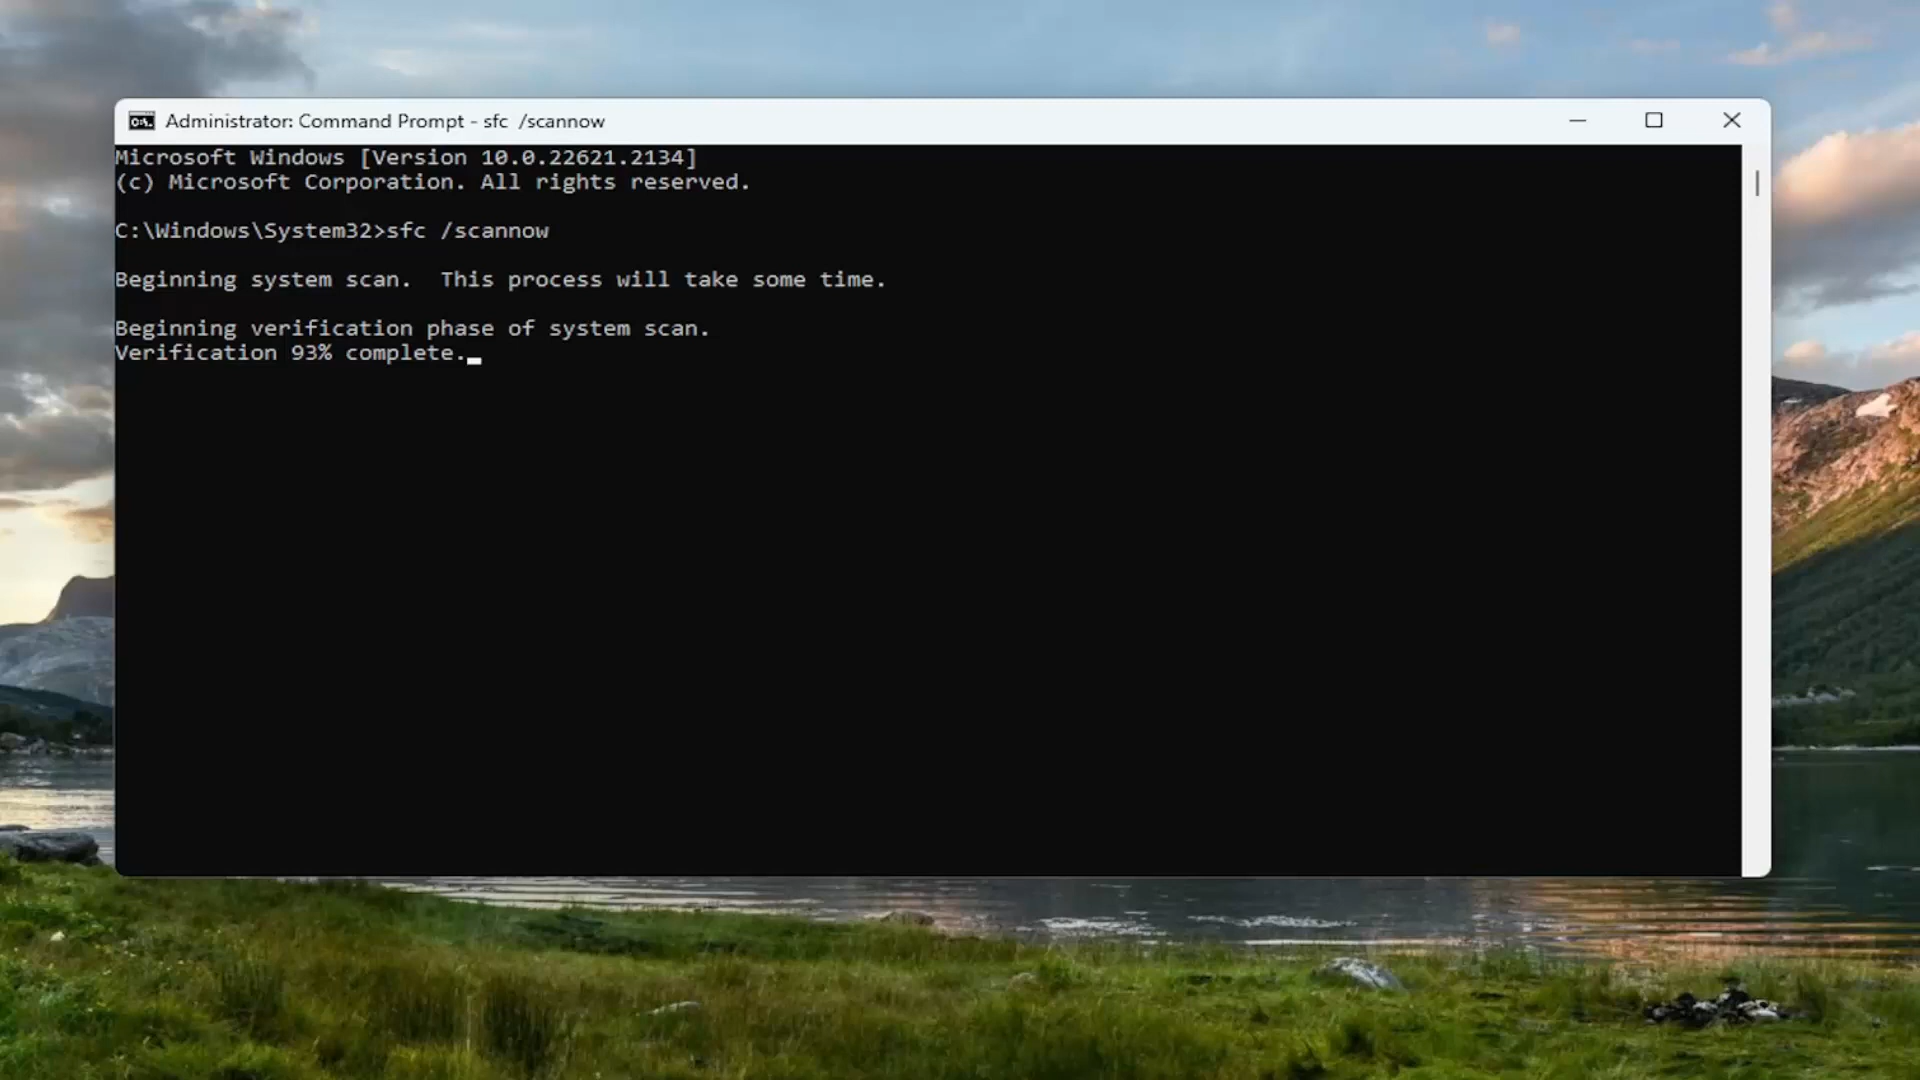 Administrator: Command Prompt - sfc  /scannow
Microsoft Windows [Version 10.0.22621.2134]
(c) Microsoft Corporation. All rights reserved.
C:\Windows\System32>sfc /scannow
Beginning system scan.  This process will take some time.
Beginning verification phase of system scan.
Verification 93% complete.